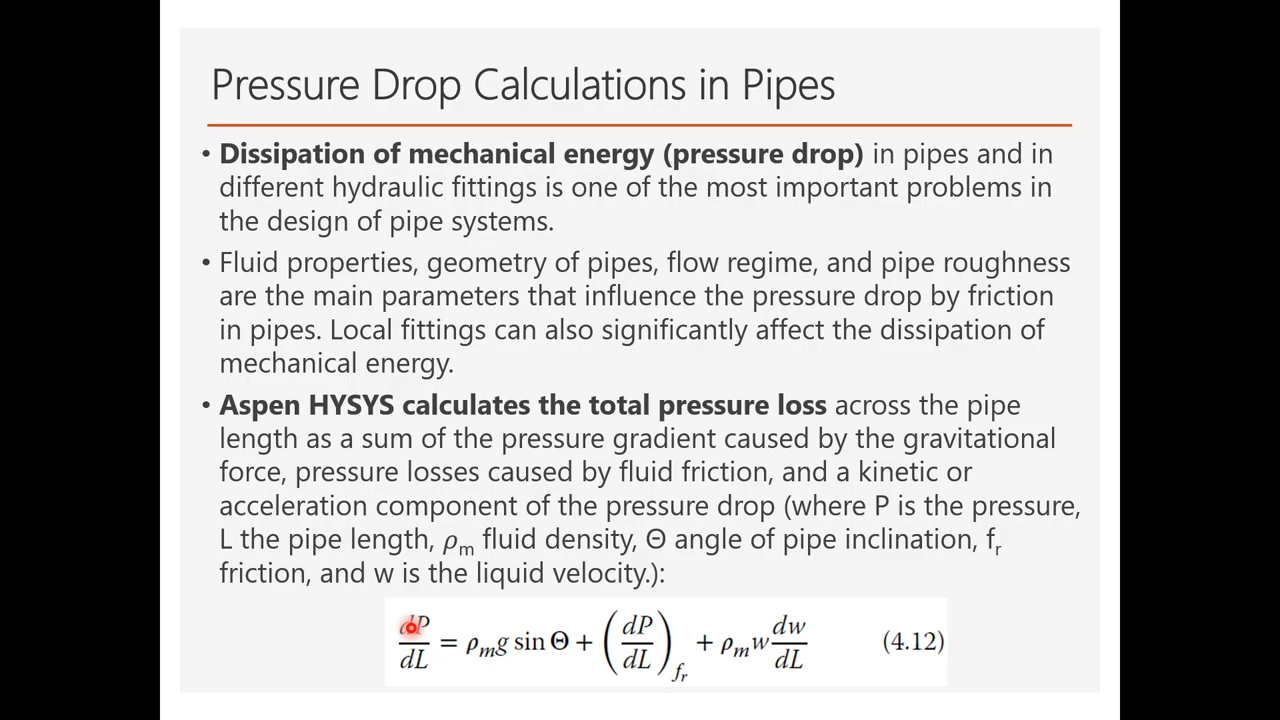 Pressure Drop Calculations in Pipes
• Dissipation of mechanical energy (pressure drop) in pipes and in
different hydraulic fittings is one of the most important problems in
the design of pipe systems.
• Fluid properties, geometry of pipes, flow regime, and pipe roughness
are the main parameters that influence the pressure drop by friction
in pipes. Local fittings can also significantly affect the dissipation of
mechanical energy.
• Aspen HYSYS calculates the total pressure loss across the pipe
length as a sum of the pressure gradient caused by the gravitational
force, pressure losses caused by fluid friction, and a kinetic or
acceleration component of the pressure drop (where P is the pressure,
L the pipe length, ρm fluid density, Θ angle of pipe inclination, fr
friction, and w is the liquid velocity.):
dP/dL = ρm g sin Θ + (dP/dL)fr + ρm w dw/dL (4.12)